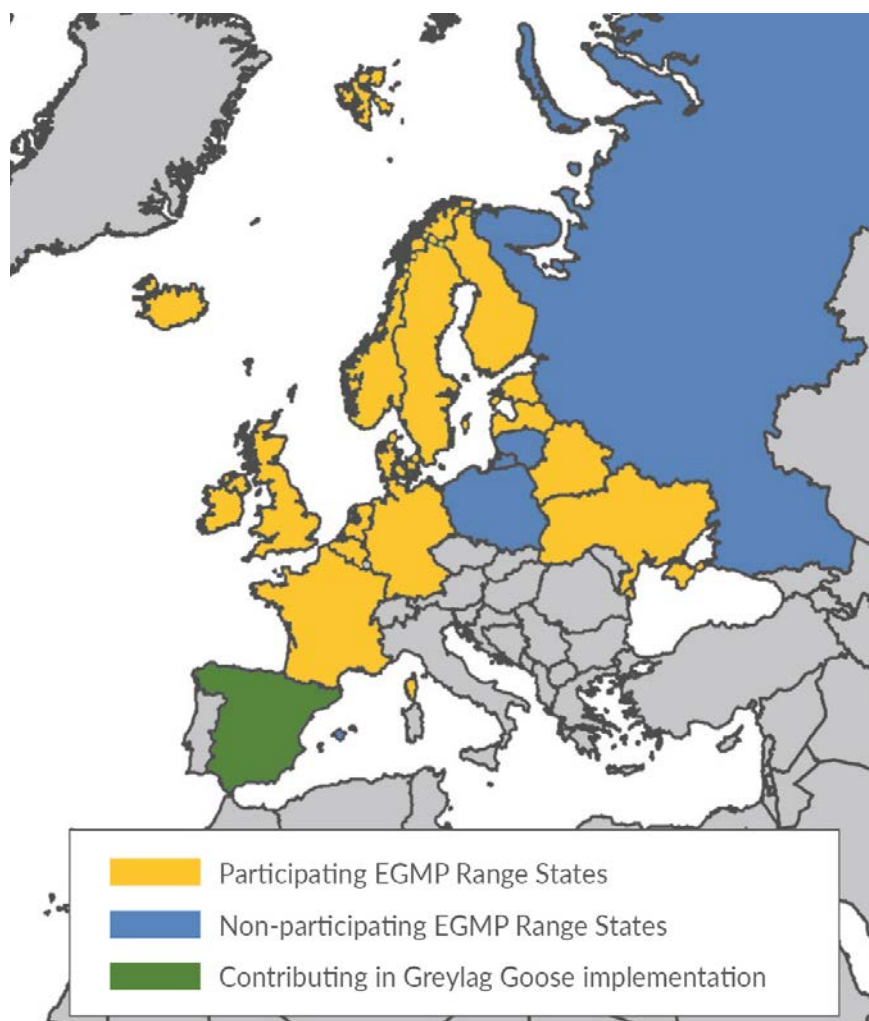 Participating EGMP Range States
Non-participating EGMP Range States
Contributing in Greylag Goose implementation